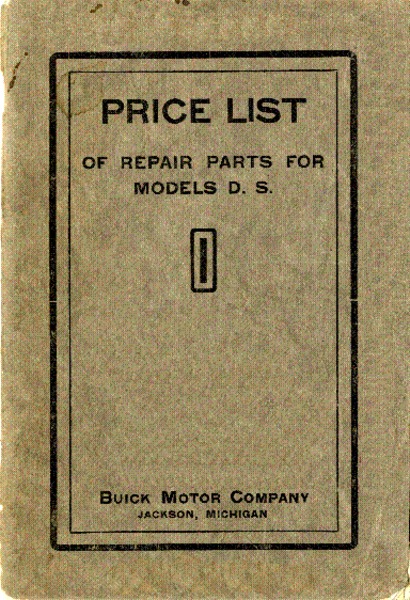 PRICE LIST
OF REPAIR PARTS FOR
MODELS D. S.
BUICK MOTOR COMPANY
JACKSON, MICHIGAN